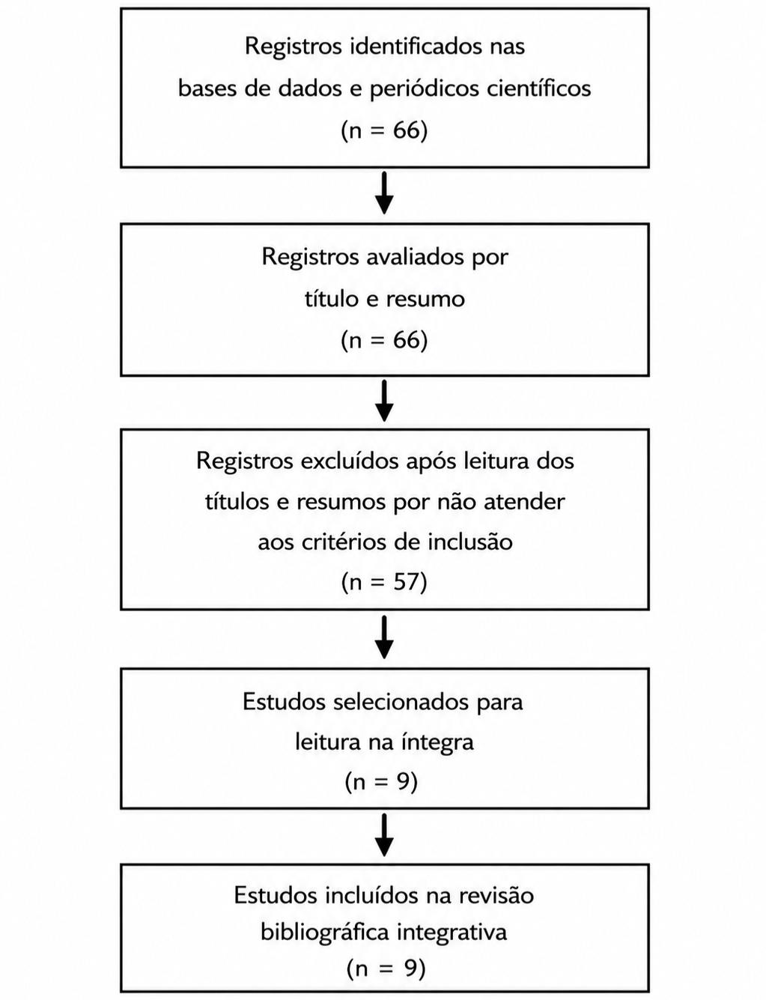 Registros identificados nas
bases de dados e periódicos científicos
(n = 66)
Registros avaliados por
título e resumo
(n = 66)
Registros excluídos após leitura dos
títulos e resumos por não atender
aos critérios de inclusão
(n = 57)
Estudos selecionados para
leitura na íntegra
(n = 9)
Estudos incluídos na revisão
bibliográfica integrativa
(n = 9)